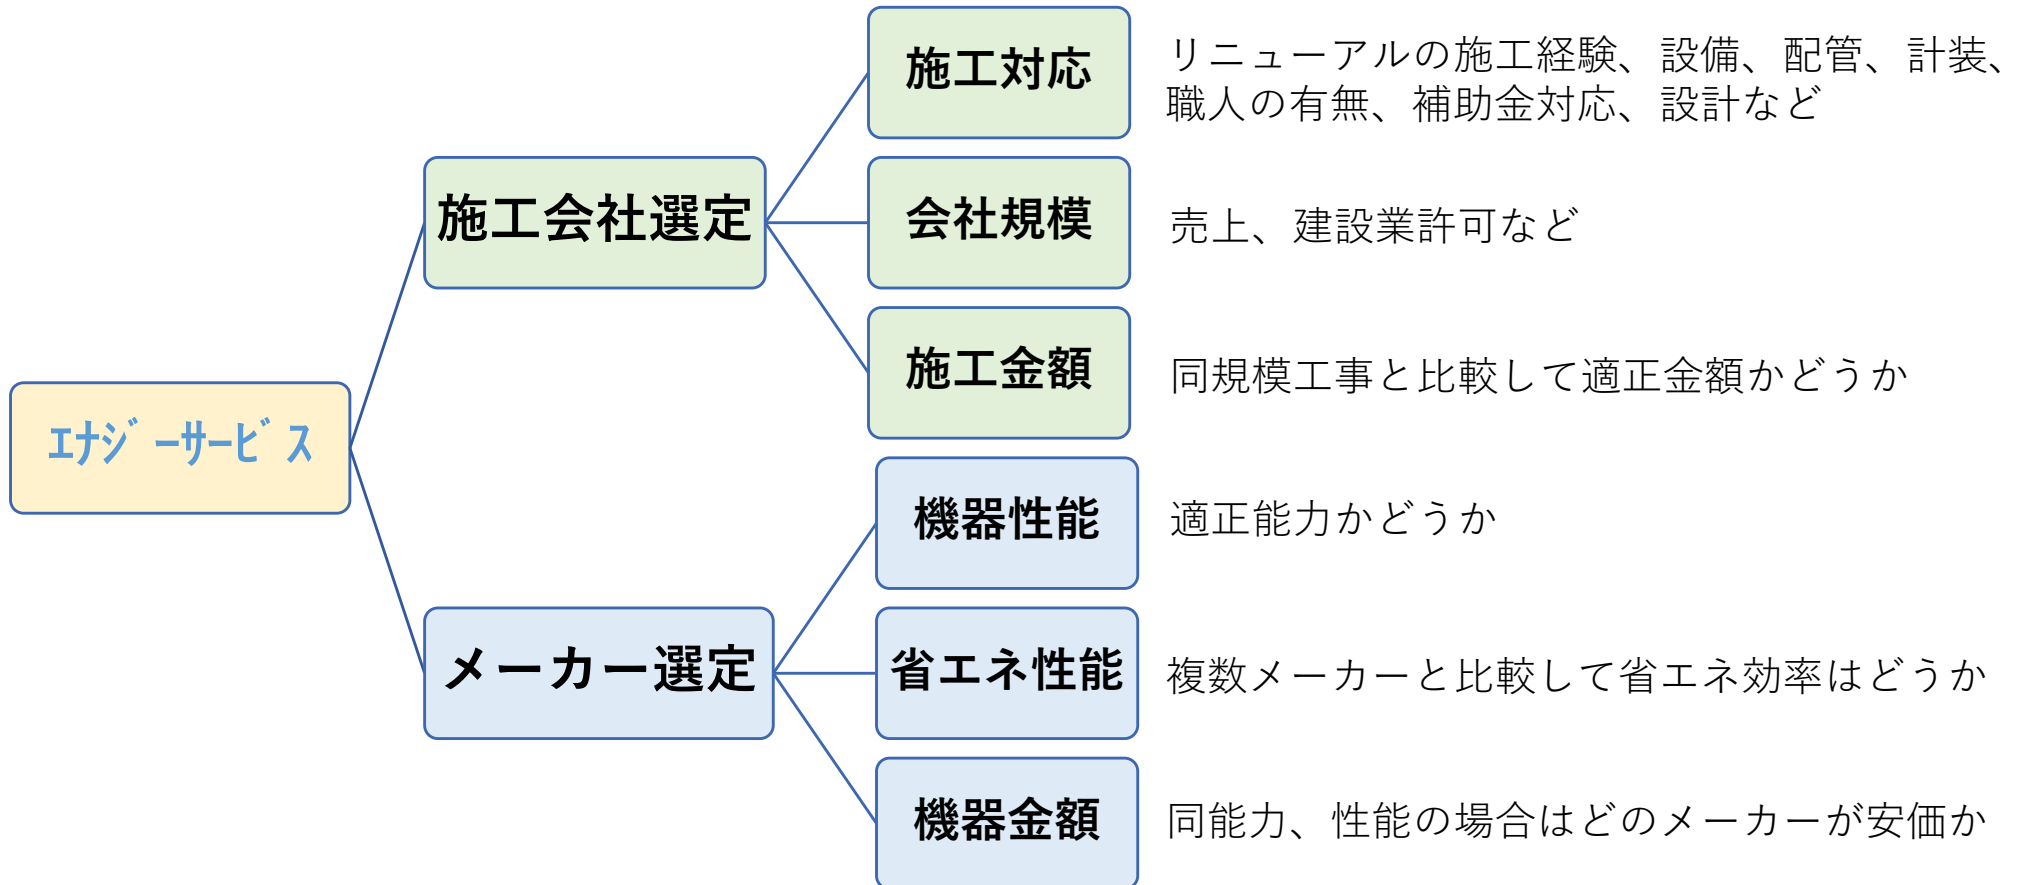 施工対応
リニューアルの施工経験、設備、配管、計装、
職人の有無、補助金対応、設計など
施工会社選定
会社規模
売上、建設業許可など
施工金額
同規模工事と比較して適正金額かどうか
ｴﾅｼﾞｰｻｰﾋﾞｽ
機器性能
適正能力かどうか
メーカー選定
省エネ性能
複数メーカーと比較して省エネ効率はどうか
機器金額
同能力、性能の場合はどのメーカーが安価か